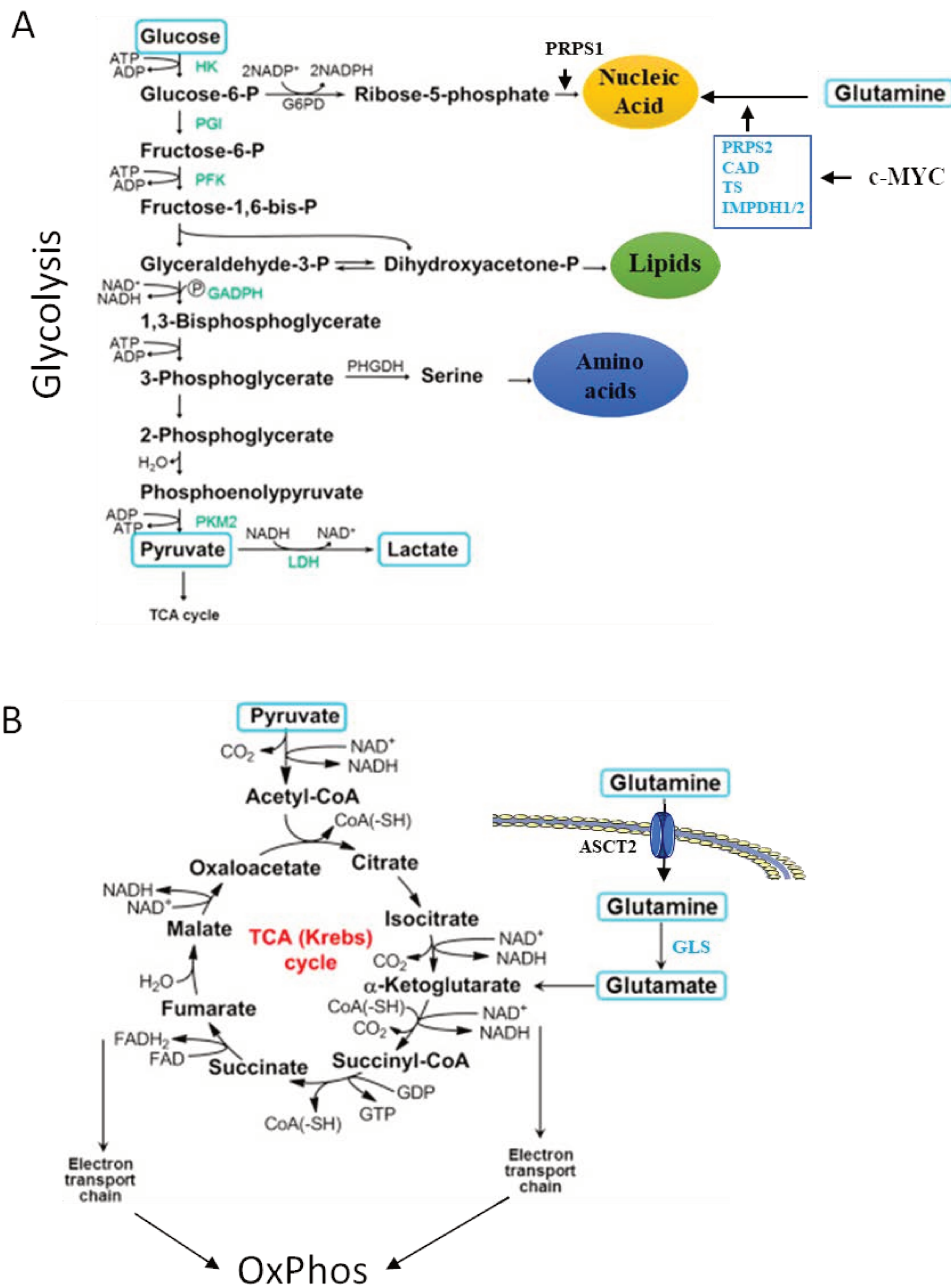 A
Glucose
ATP
ADP
HK
2NADP⁺ 2NADPH
PRPS1
Glucose-6-P
G6PD
Ribose-5-phosphate
Nucleic
Acid
Glutamine
PGI
Fructose-6-P
PRPS2
CAD
TS
IMPDH1/2
c-MYC
ATP
ADP
PFK
Fructose-1,6-bis-P
Glycolysis
Glyceraldehyde-3-P
Dihydroxyacetone-P
Lipids
NAD⁺
NADH
P
GADPH
1,3-Bisphosphoglycerate
ATP
ADP
3-Phosphoglycerate
PHGDH
Serine
Amino
acids
2-Phosphoglycerate
H₂O
Phosphoenolpyruvate
ADP
ATP
PKM2
NADH NAD⁺
Pyruvate
LDH
Lactate
TCA cycle
B
Pyruvate
CO₂
NAD⁺
NADH
Acetyl-CoA
CoA(-SH)
Oxaloacetate
Citrate
NADH
NAD⁺
Malate
Isocitrate
TCA (Krebs)
cycle
NAD⁺
CO₂
NADH
H₂O
α-Ketoglutarate
Fumarate
CoA(-SH)
CO₂
NAD⁺
NADH
FADH₂
FAD
Succinate
Succinyl-CoA
GDP
GTP
CoA(-SH)
Glutamine
ASCT2
Glutamine
GLS
Glutamate
Electron
transport
chain
Electron
transport
chain
OxPhos